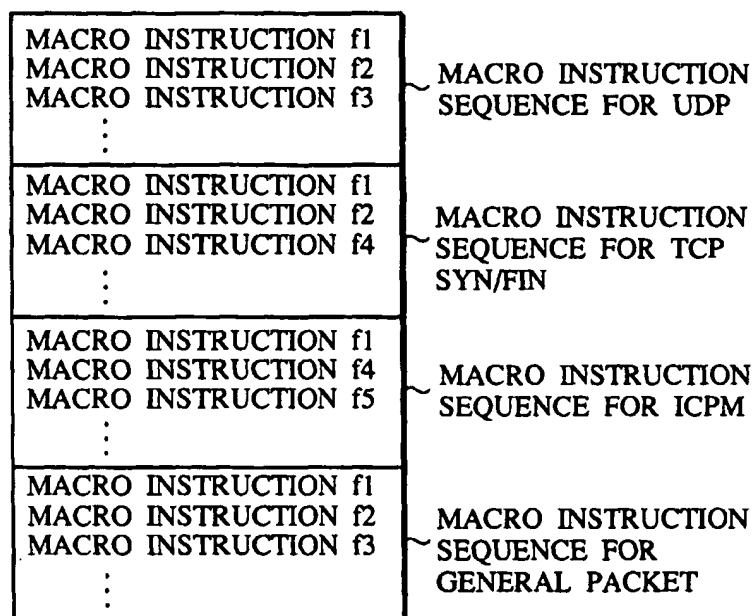 MACRO INSTRUCTION f1
MACRO INSTRUCTION f2
MACRO INSTRUCTION f3
MACRO INSTRUCTION
SEQUENCE FOR UDP
MACRO INSTRUCTION f1
MACRO INSTRUCTION f2
MACRO INSTRUCTION f4
MACRO INSTRUCTION
SEQUENCE FOR TCP
SYN/FIN
MACRO INSTRUCTION f1
MACRO INSTRUCTION f4
MACRO INSTRUCTION f5
MACRO INSTRUCTION
SEQUENCE FOR ICPM
MACRO INSTRUCTION f1
MACRO INSTRUCTION f2
MACRO INSTRUCTION f3
MACRO INSTRUCTION
SEQUENCE FOR
GENERAL PACKET